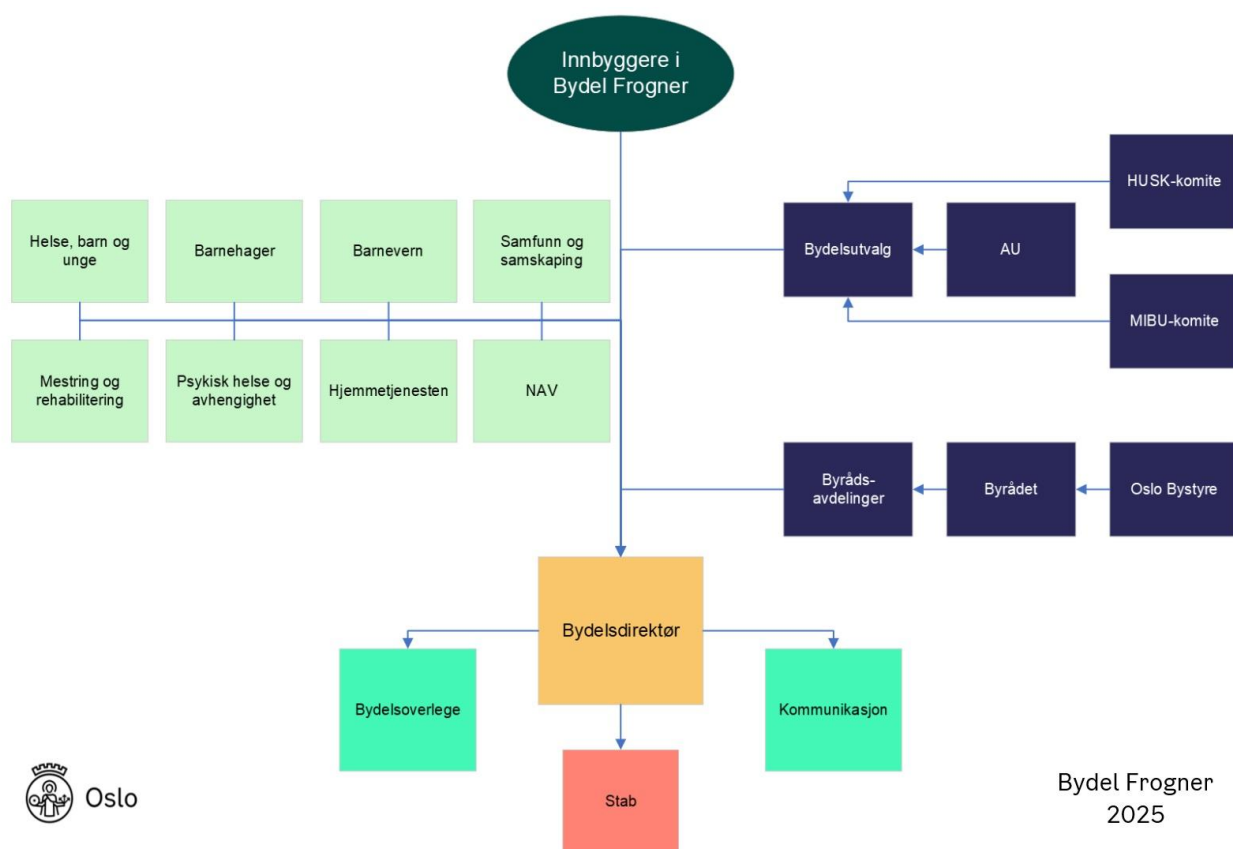 Innbyggere i
Bydel Frogner
HUSK-komite
Helse, barn og
unge
Barnehager
Barnevern
Samfunn og
samskaping
Bydelsutvalg
AU
MIBU-komite
Mestring og
rehabilitering
Psykisk helse og
avhengighet
Hjemmetjenesten
NAV
Byråds-
avdelinger
Byrådet
Oslo Bystyre
Bydelsdirektør
Bydelsoverlege
Kommunikasjon
Stab
Oslo
Bydel Frogner
2025